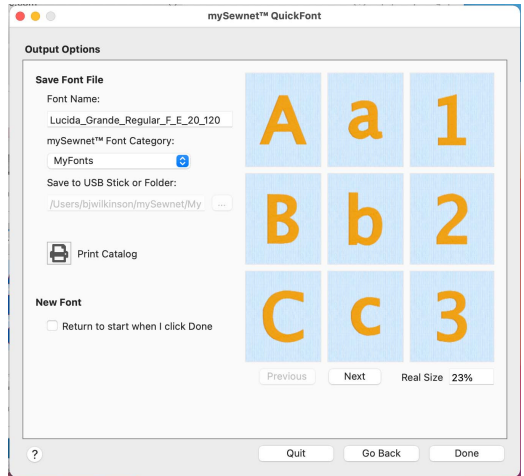 mySewnet™ QuickFont
Output Options
Save Font File
Font Name:
Lucida_Grande_Regular_F_E_20_120
mySewnet™ Font Category:
MyFonts
Save to USB Stick or Folder:
/Users/bjwilkinson/mySewnet/My
...
Print Catalog
New Font
Return to start when I click Done
A a 1
B b 2
C c 3
Previous Next Real Size 23%
? Quit Go Back Done